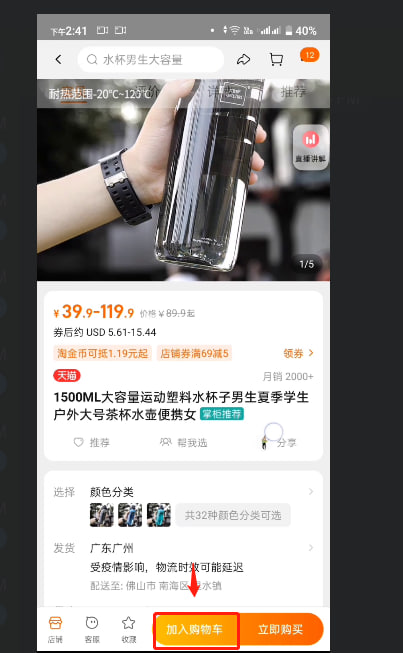 下午2:41
40%
水杯男生大容量
12
耐热范围-20°C~120°C
推荐
直播讲解
1/5
¥39.9-119.9 价格¥89.9起
券后约 USD 5.61-15.44
淘金币可抵1.19元起 店铺券满69减5 领券
天猫 月销 2000+
1500ML大容量运动塑料水杯子男生夏季学生
户外大号茶杯水壶便携女 掌柜推荐
推荐 帮我选 分享
选择 颜色分类
共32种颜色分类可选
发货 广东广州
受疫情影响，物流时效可能延迟
配送至: 佛山市 南海区 水镇
店铺 客服 收藏 加入购物车 立即购买